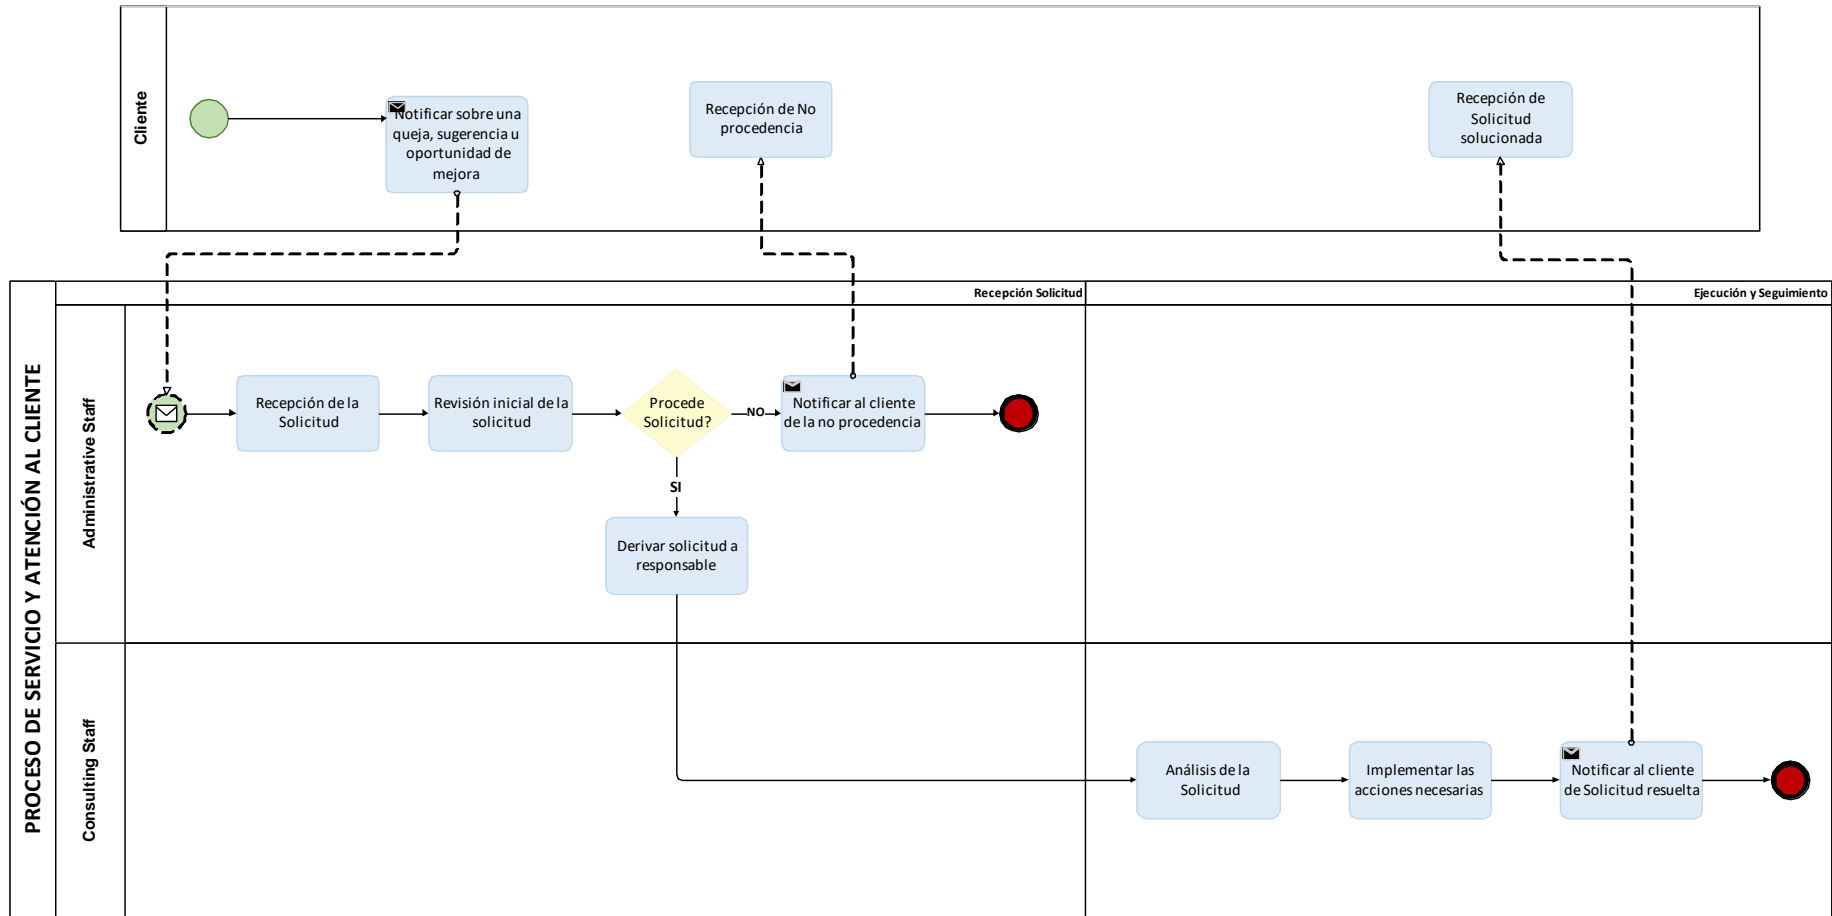 Cliente
Notificar sobre una
queja, sugerencia u
oportunidad de
mejora
Recepción de No
procedencia
Recepción de
Solicitud
solucionada
PROCESO DE SERVICIO Y ATENCIÓN AL CLIENTE
Recepción Solicitud
Ejecución y Seguimiento
Administrative Staff
Recepción de la
Solicitud
Revisión inicial de la
solicitud
Procede
Solicitud?
NO
Notificar al cliente
de la no procedencia
SI
Derivar solicitud a
responsable
Consulting Staff
Análisis de la
Solicitud
Implementar las
acciones necesarias
Notificar al cliente
de Solicitud resuelta